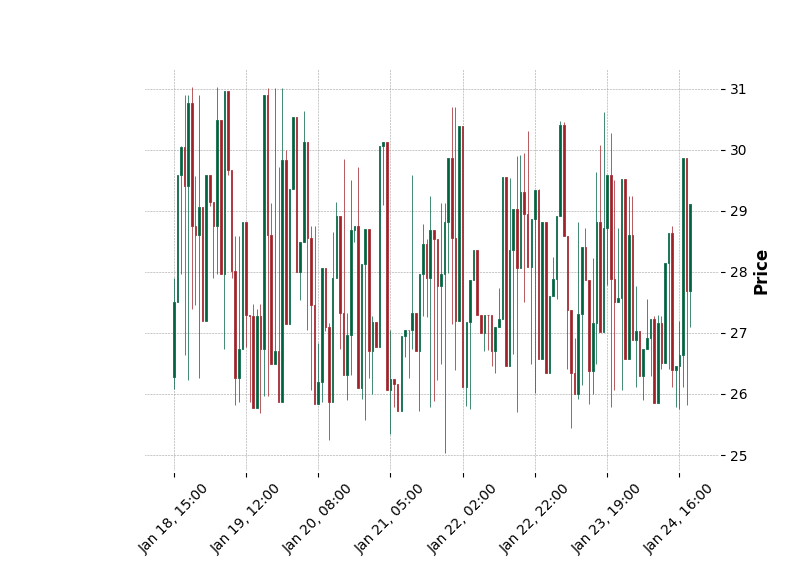 31
30
29
28
27
26
25
Price
Jan 18, 15:00
Jan 19, 12:00
Jan 20, 08:00
Jan 21, 05:00
Jan 22, 02:00
Jan 22, 22:00
Jan 23, 19:00
Jan 24, 16:00